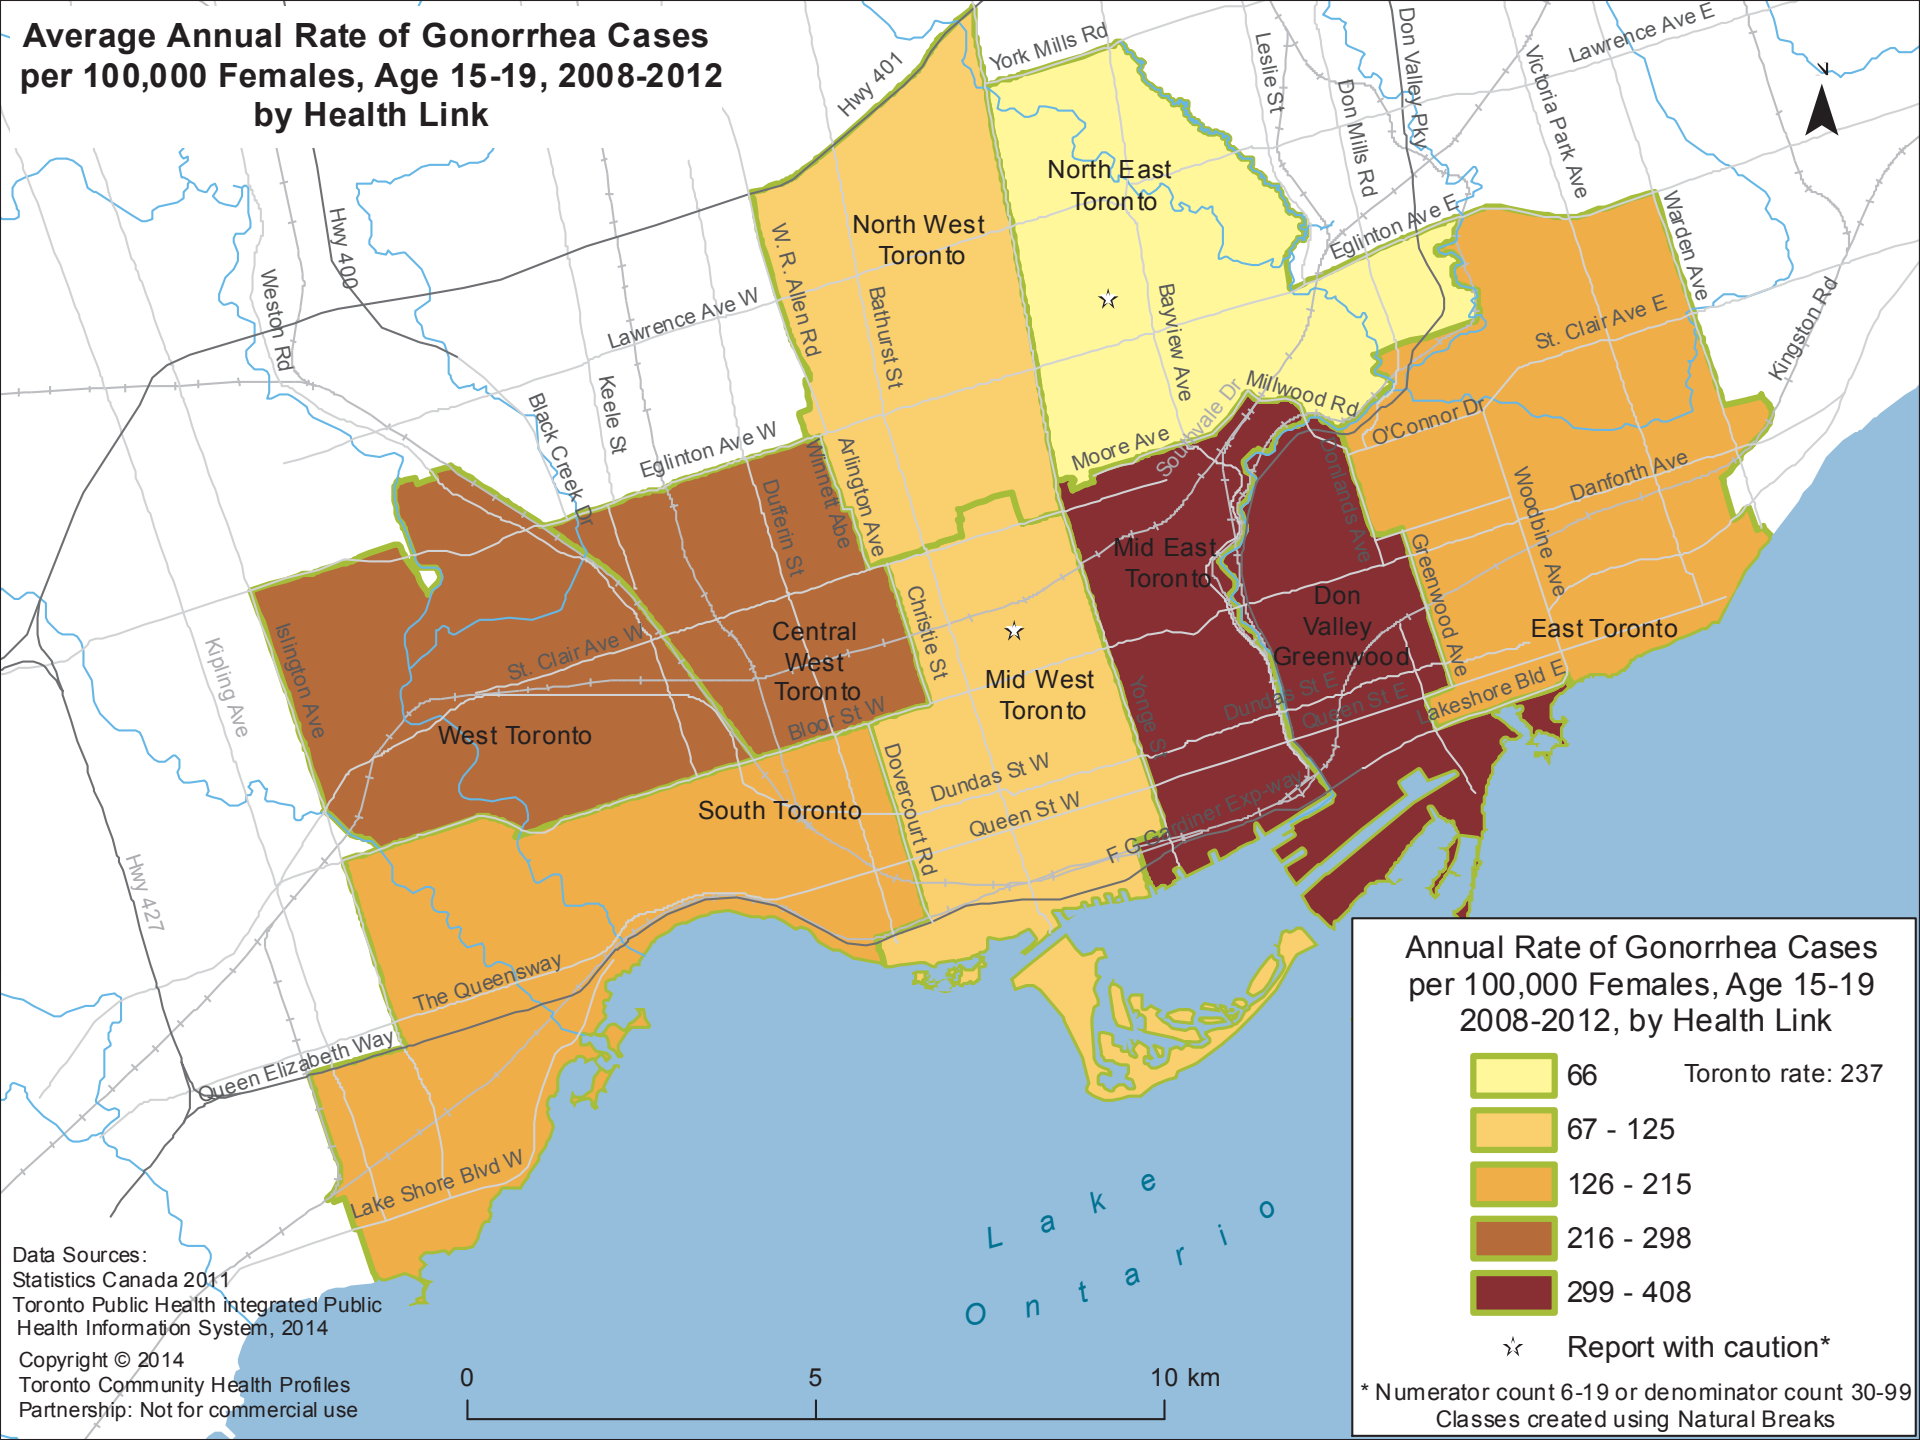 Average Annual Rate of Gonorrhea Cases
per 100,000 Females, Age 15-19, 2008-2012
by Health Link
Hwy 401
York Mills Rd
Leslie St
Don Mills Rd
Don Valley Pky
Victoria Park Ave
Lawrence Ave E
N
North East
Toronto
North West
Toronto
Eglinton Ave E
Warden Ave
Kingston Rd
Hwy 400
Weston Rd
W. R. Allen Rd
Bathurst St
Bayview Ave
Lawrence Ave W
St. Clair Ave E
Keele St
Black Creek Dr
Eglinton Ave W
Winnett Abe
Arlington Ave
Moore Ave
Southvale Dr
Millwood Rd
O'Connor Dr
Donlands Ave
Danforth Ave
Woodbine Ave
Dufferin St
Greenwood Ave
Mid East
Toronto
Don
Valley
Greenwood
East Toronto
Christie St
Central
West
Toronto
St. Clair Ave W
Islington Ave
Kipling Ave
West Toronto
Bloor St W
Mid West
Toronto
Yonge St
Dundas St E
Queen St E
Lakeshore Bld E
South Toronto
Dovercourt Rd
Dundas St W
Queen St W
F G Gardiner Exp-way
Hwy 427
The Queensway
Queen Elizabeth Way
Lake Shore Blvd W
Lake
Ontario
Annual Rate of Gonorrhea Cases
per 100,000 Females, Age 15-19
2008-2012, by Health Link
66 Toronto rate: 237
67 - 125
126 - 215
216 - 298
299 - 408
Report with caution*
* Numerator count 6-19 or denominator count 30-99
Classes created using Natural Breaks
Data Sources:
Statistics Canada 2011
Toronto Public Health integrated Public
Health Information System, 2014
Copyright © 2014
Toronto Community Health Profiles
Partnership: Not for commercial use
0 5 10 km